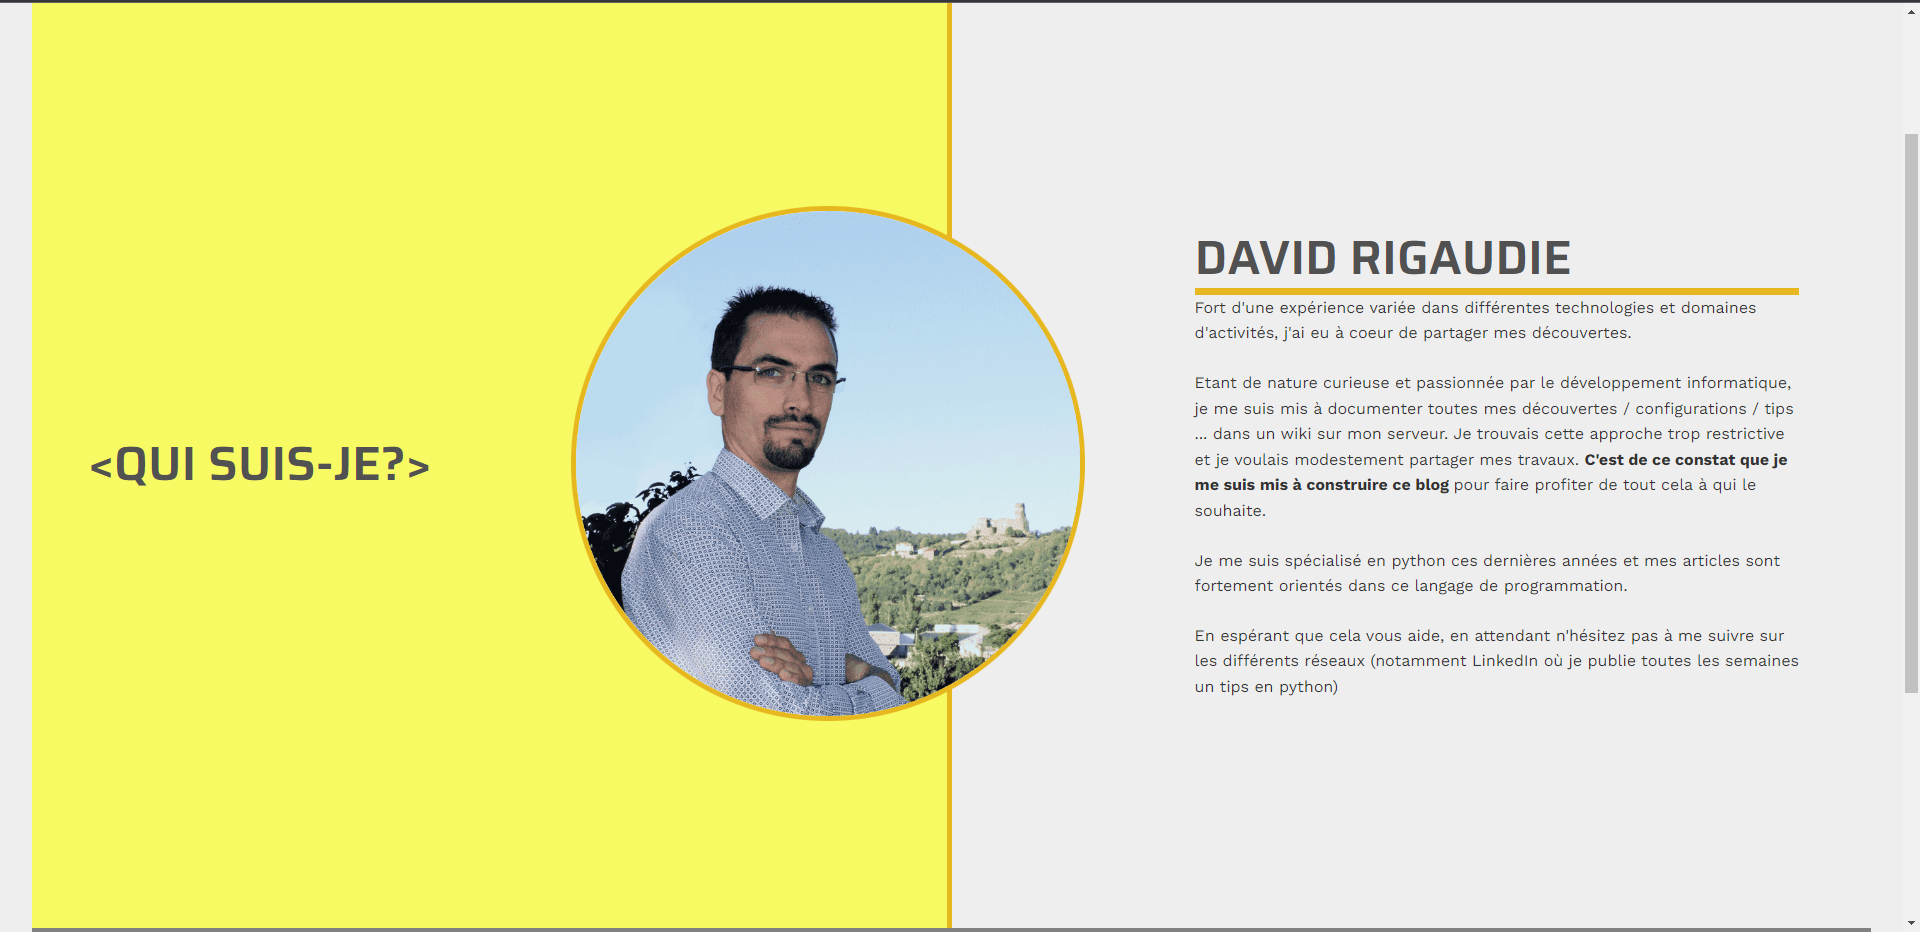 <QUI SUIS-JE?>
DAVID RIGAUDIE
Fort d'une expérience variée dans différentes technologies et domaines
d'activités, j'ai eu à coeur de partager mes découvertes.
Etant de nature curieuse et passionnée par le développement informatique,
je me suis mis à documenter toutes mes découvertes / configurations / tips
... dans un wiki sur mon serveur. Je trouvais cette approche trop restrictive
et je voulais modestement partager mes travaux. C'est de ce constat que je
me suis mis à construire ce blog pour faire profiter de tout cela à qui le
souhaite.
Je me suis spécialisé en python ces dernières années et mes articles sont
fortement orientés dans ce langage de programmation.
En espérant que cela vous aide, en attendant n'hésitez pas à me suivre sur
les différents réseaux (notamment LinkedIn où je publie toutes les semaines
un tips en python)